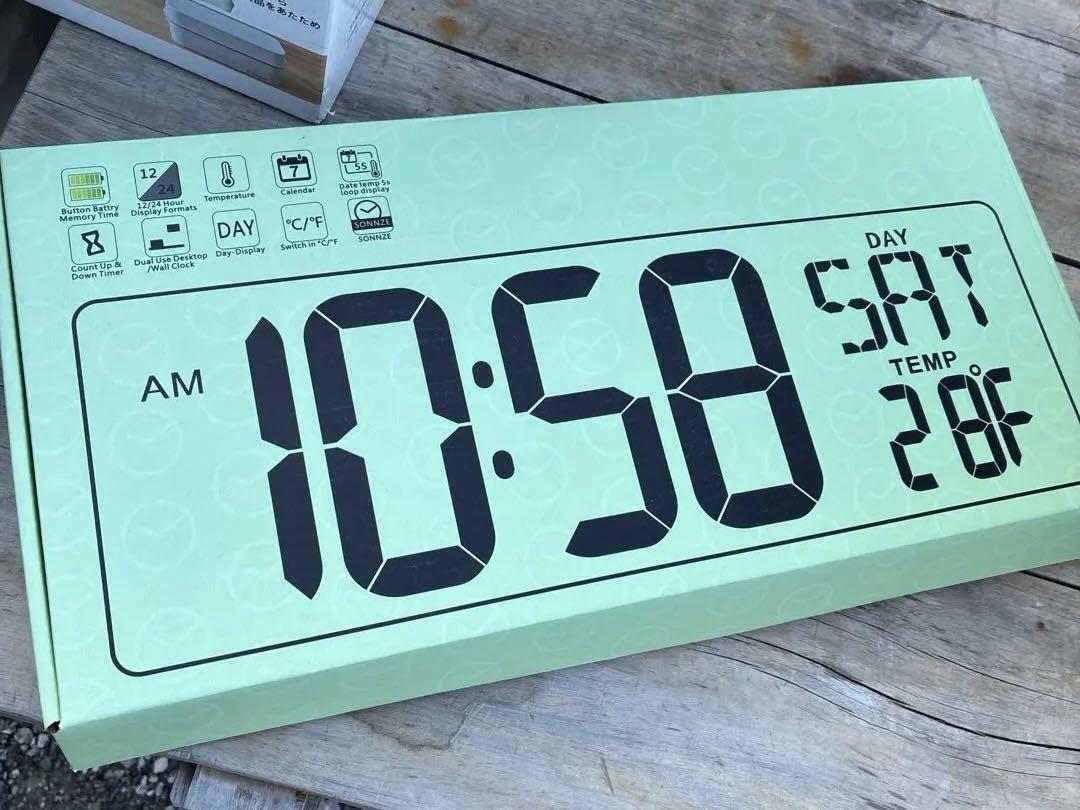 品をあたため
12
24
7
7 5S
Button Battry
Memory Time
12/24 Hour
Display Formats
Temperature
Calendar
Date temp 5s
loop display
DAY
°C/°F
SONNZE
Count Up &
Down Timer
Dual Use Desktop
/Wall Clock
Day-Display
Switch in °C/°F
SONNZE
AM
10:58
DAY
SAT
TEMP
28°F